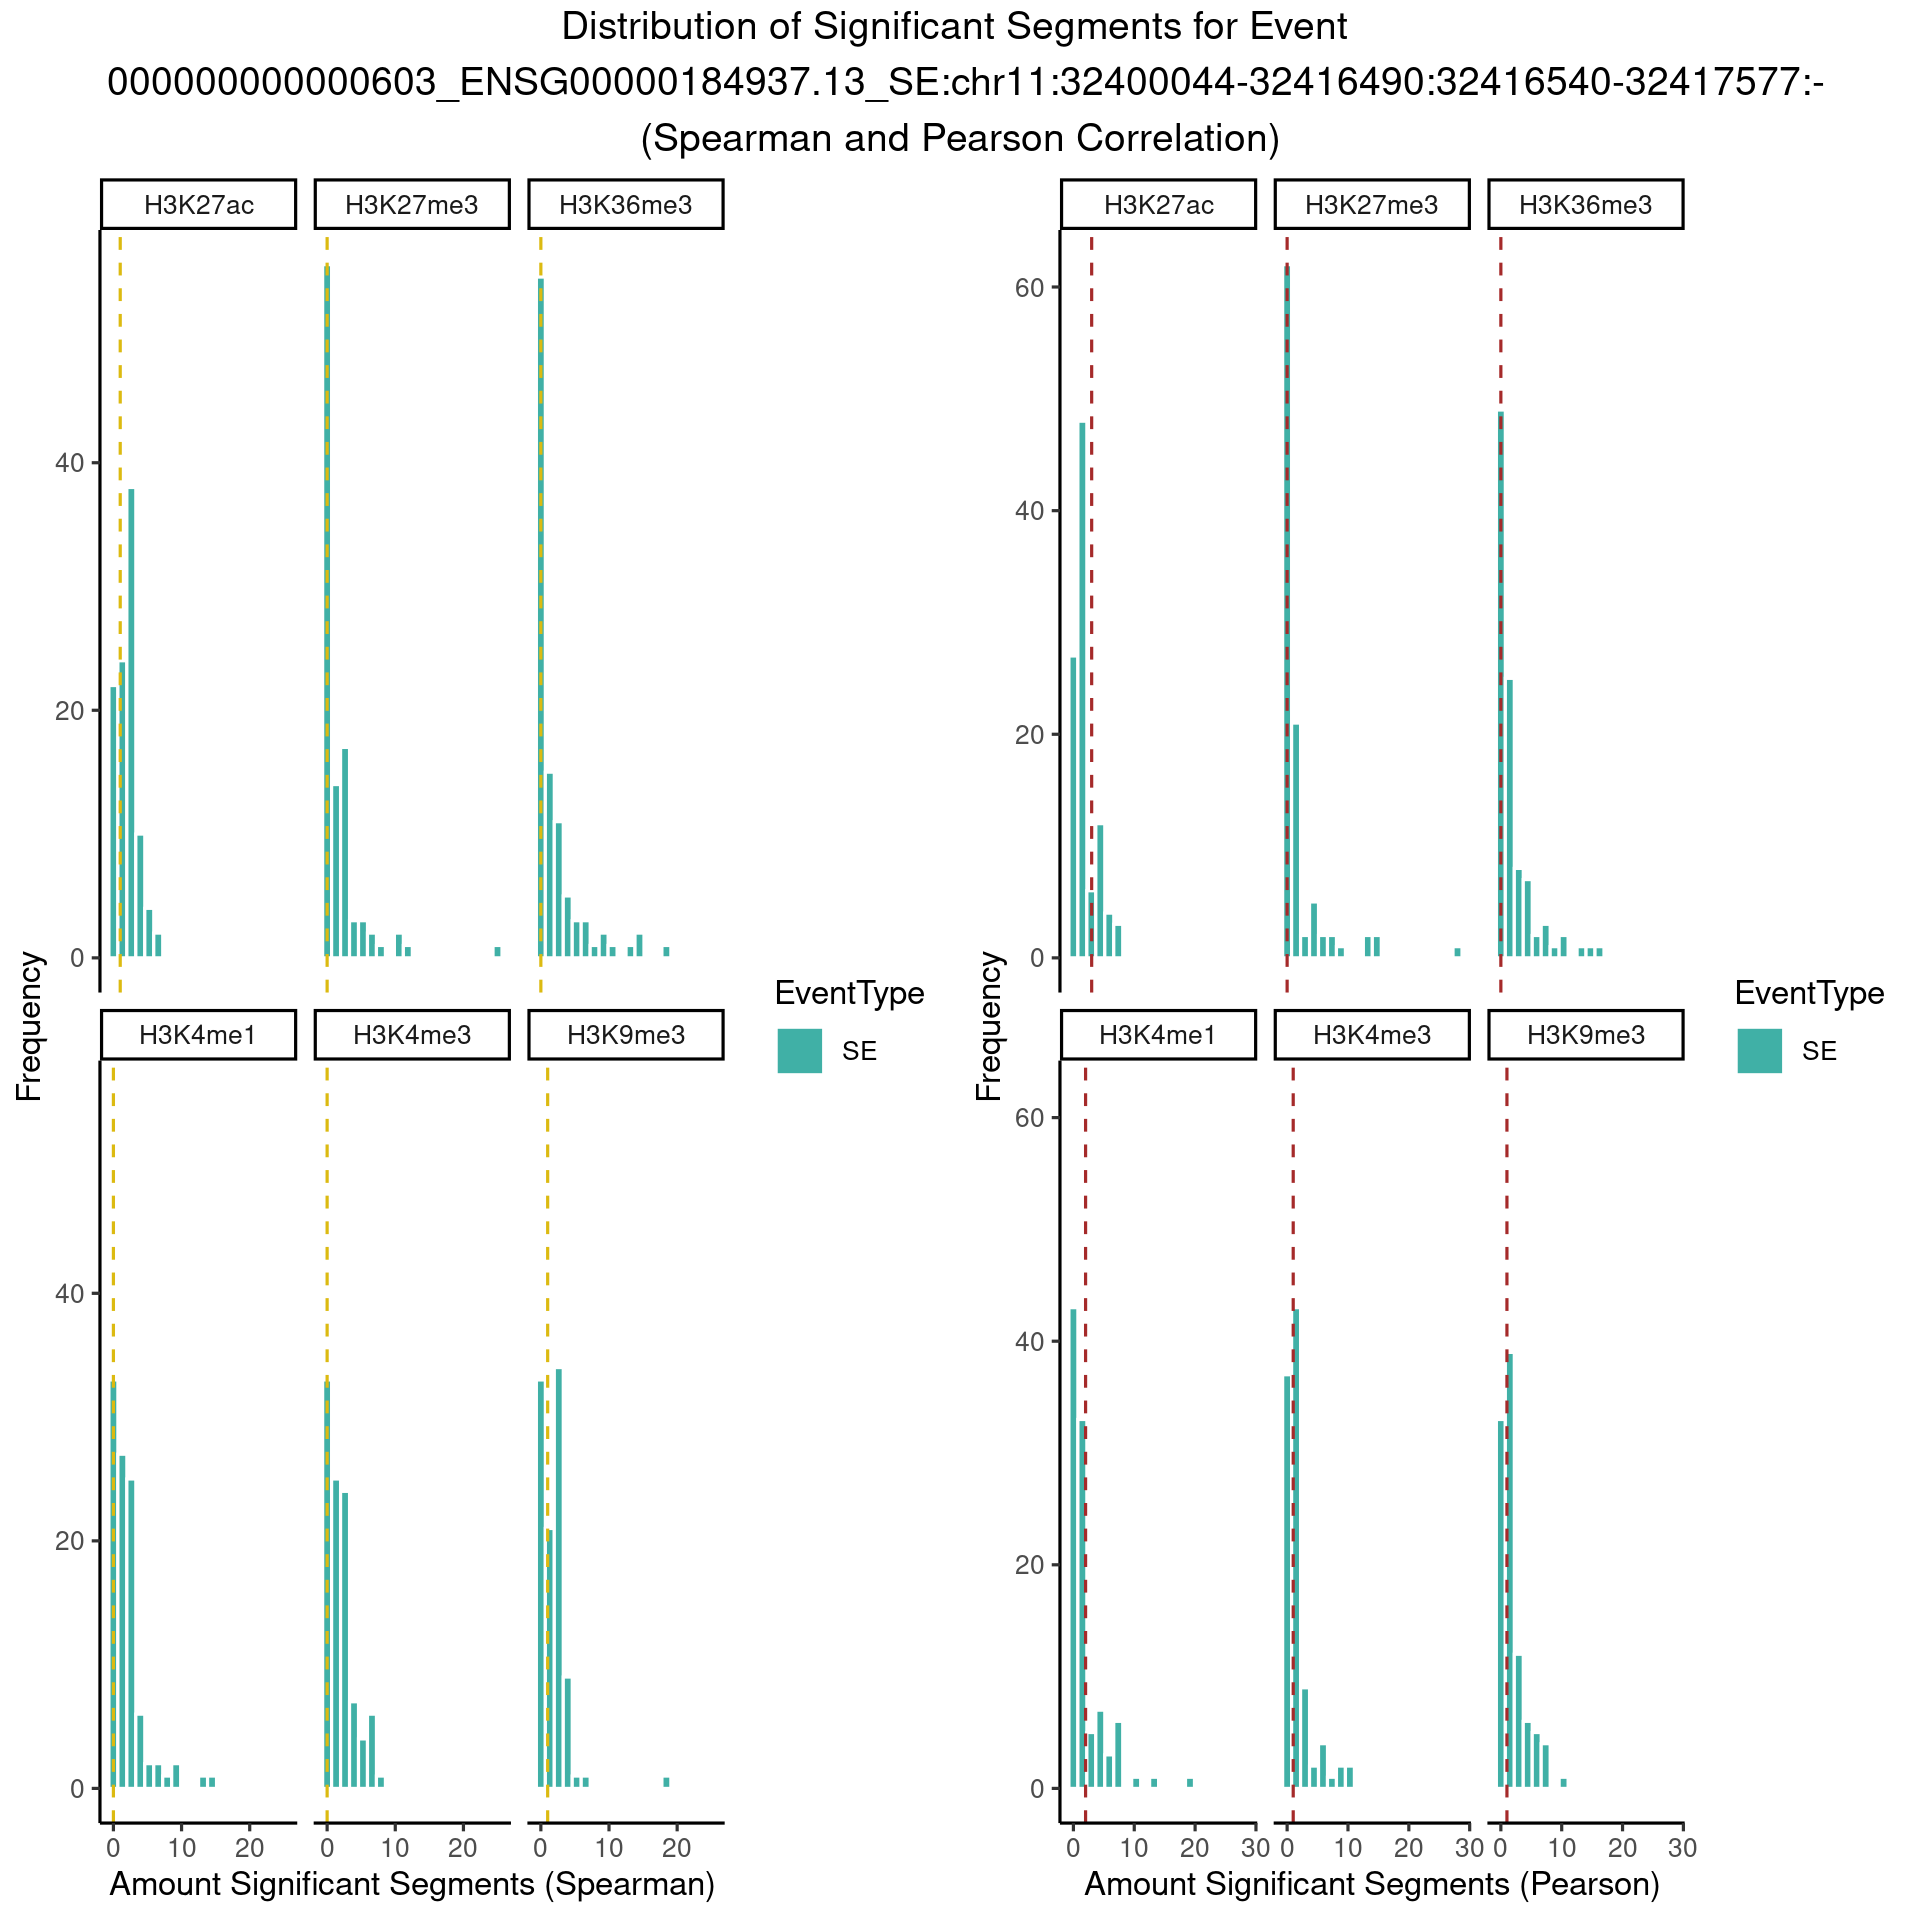 Distribution of Significant Segments for Event
000000000000603_ENSG00000184937.13_SE:chr11:32400044-32416490:32416540-32417577:-
(Spearman and Pearson Correlation)
H3K27ac
H3K27me3
H3K36me3
40
20
0
H3K4me1
H3K4me3
H3K9me3
40
20
0
0 10 20
0 10 20
0 10 20
Frequency
Amount Significant Segments (Spearman)
EventType
SE
H3K27ac
H3K27me3
H3K36me3
60
40
20
0
H3K4me1
H3K4me3
H3K9me3
60
40
20
0
0 10 20 30
0 10 20 30
0 10 20 30
Frequency
Amount Significant Segments (Pearson)
EventType
SE